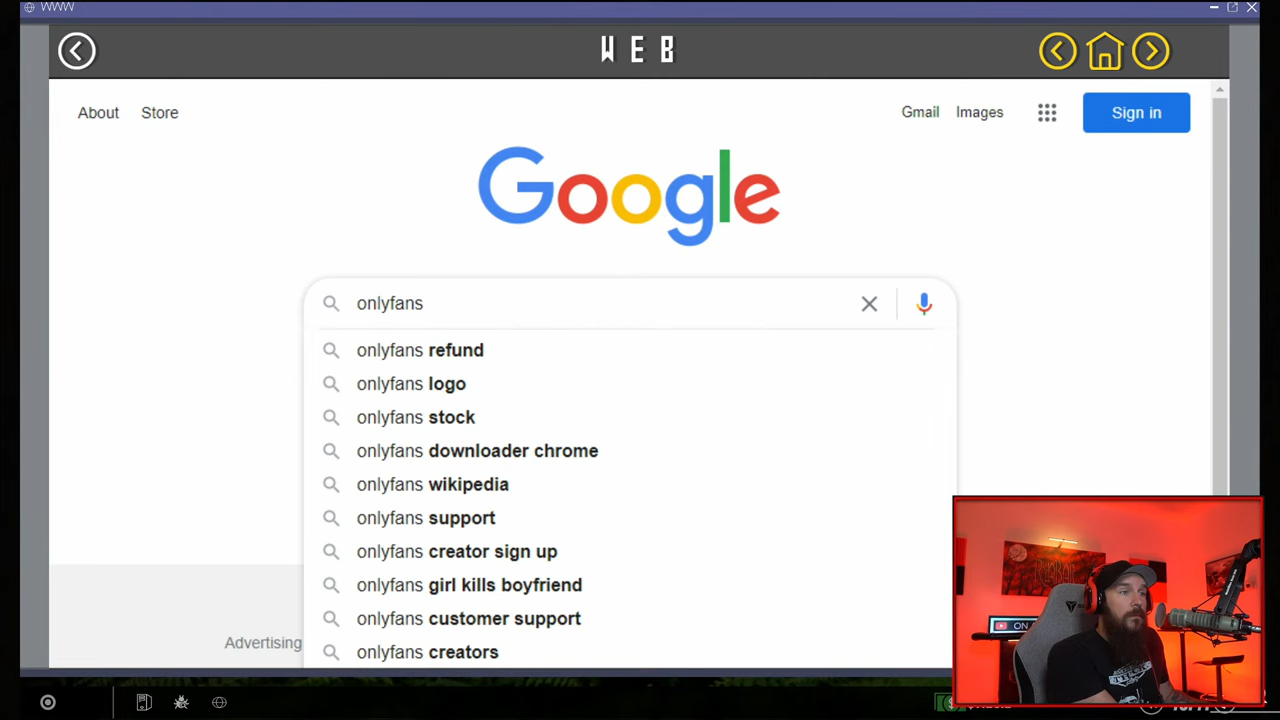 WWW
WEB
About Store
Gmail Images Sign in
Google
onlyfans
onlyfans refund
onlyfans logo
onlyfans stock
onlyfans downloader chrome
onlyfans wikipedia
onlyfans support
onlyfans creator sign up
onlyfans girl kills boyfriend
onlyfans customer support
onlyfans creators
Advertising
ON